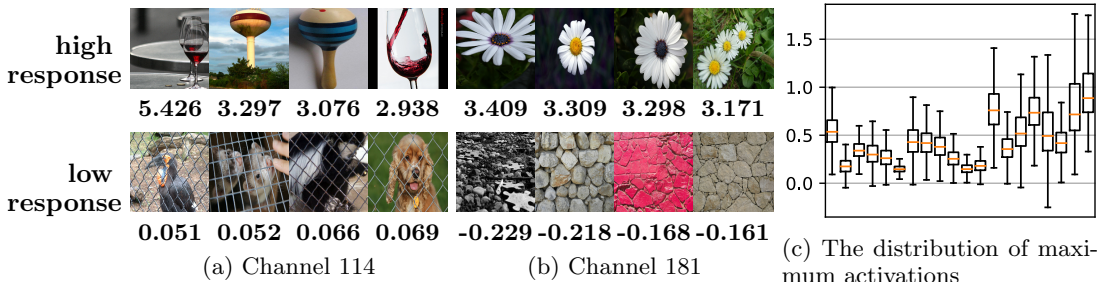 high
response
5.426 3.297 3.076 2.938
3.409 3.309 3.298 3.171
low
response
0.051 0.052 0.066 0.069
-0.229 -0.218 -0.168 -0.161
(a) Channel 114
(b) Channel 181
1.5
1.0
0.5
0.0
(c) The distribution of maxi-
mum activations